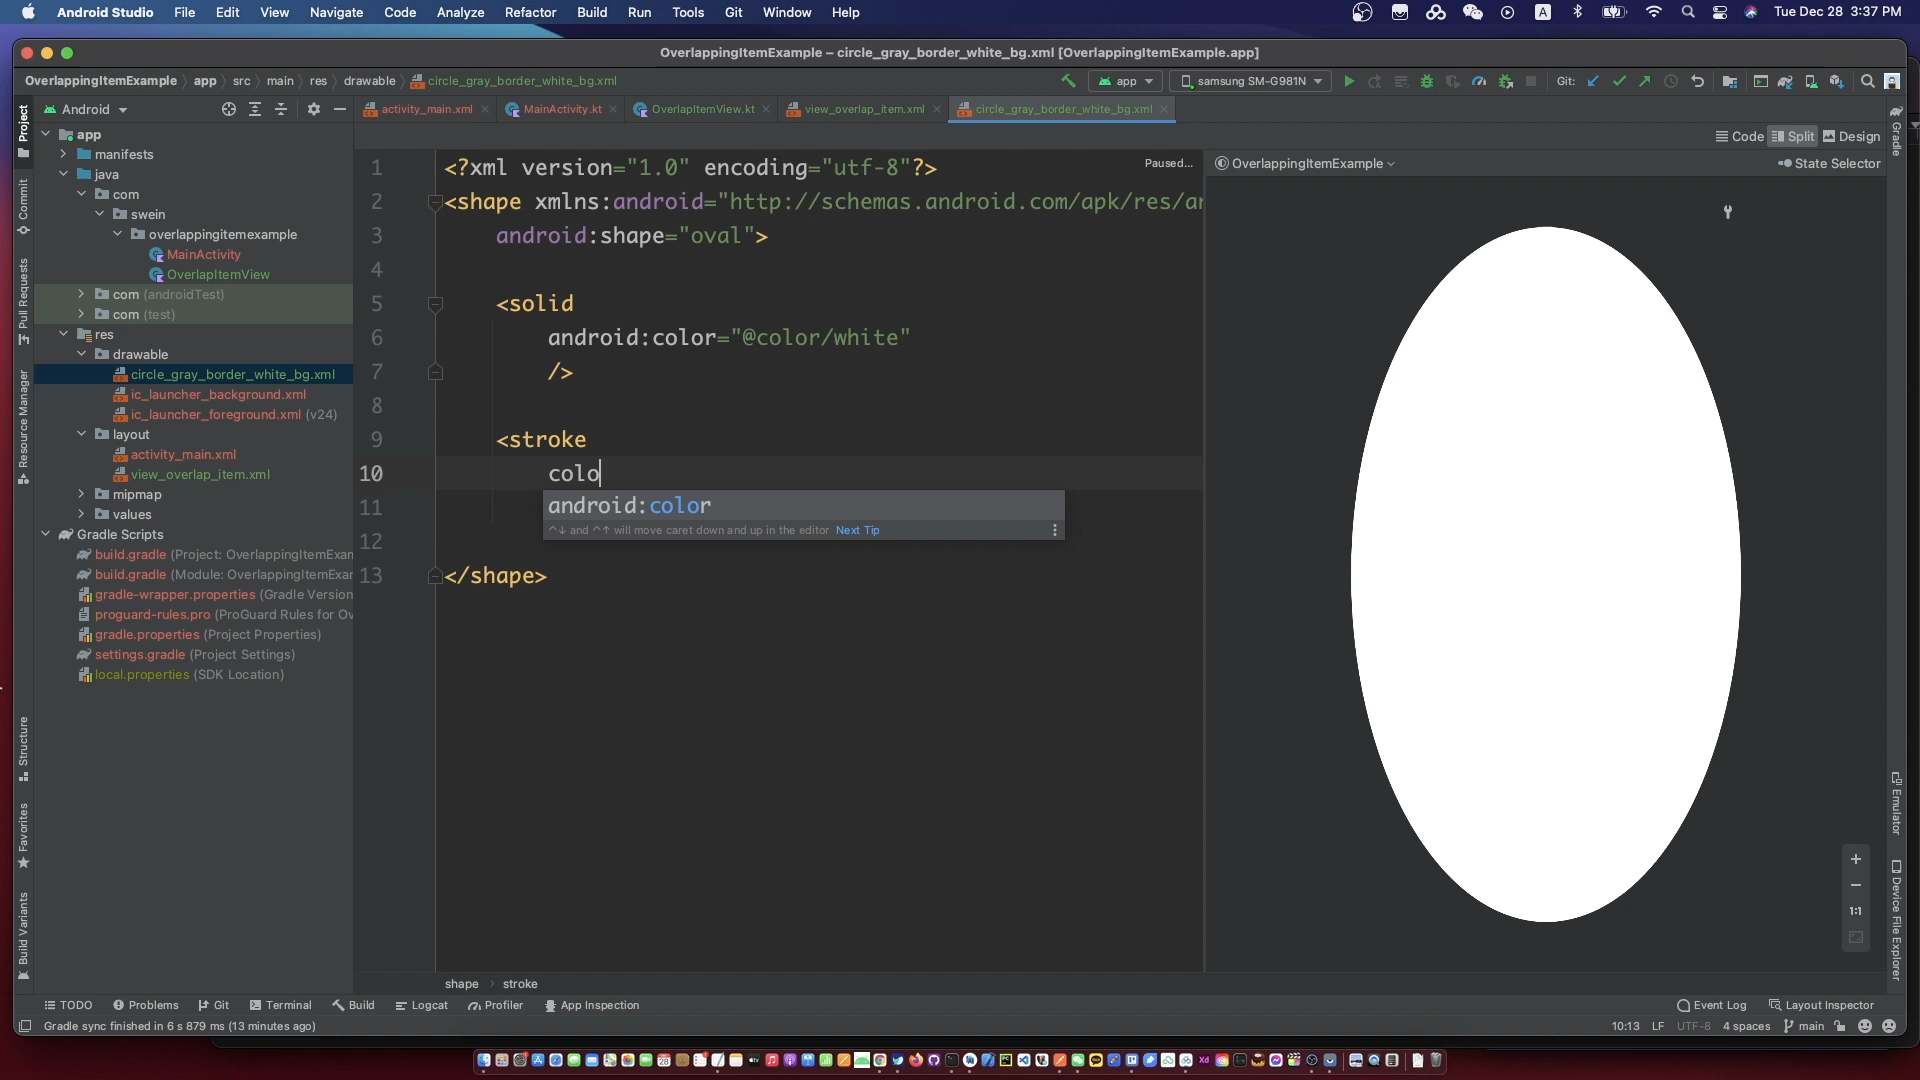 Android Studio File Edit View Navigate Code Analyze Refactor Build Run Tools Git Window Help A Tue Dec 28 3:37 PM
OverlappingItemExample – circle_gray_border_white_bg.xml [OverlappingItemExample.app]
OverlappingItemExample app src main res drawable circle_gray_border_white_bg.xml app samsung SM-G981N Git:
Project Android activity_main.xml MainActivity.kt OverlapItemView.kt view_overlap_item.xml circle_gray_border_white_bg.xml Gradle
Code Split Design
Paused... OverlappingItemExample State Selector
app
manifests
java
com
swein
overlappingitemexample
MainActivity
OverlapItemView
com (androidTest)
com (test)
res
drawable
circle_gray_border_white_bg.xml
ic_launcher_background.xml
ic_launcher_foreground.xml (v24)
layout
activity_main.xml
view_overlap_item.xml
mipmap
values
Gradle Scripts
build.gradle (Project: OverlappingItemExam
build.gradle (Module: OverlappingItemExar
gradle-wrapper.properties (Gradle Version
proguard-rules.pro (ProGuard Rules for Ov
gradle.properties (Project Properties)
settings.gradle (Project Settings)
local.properties (SDK Location)
Commit
Pull Requests
Resource Manager
Structure
Favorites
Build Variants
1 <?xml version="1.0" encoding="utf-8"?>
2 <shape xmlns:android="http://schemas.android.com/apk/res/an
3 android:shape="oval">
4
5 <solid
6 android:color="@color/white"
7 />
8
9 <stroke
10 colo
android:color
11
^↓ and ^↑ will move caret down and up in the editor Next Tip
12
13 </shape>
1:1
Emulator
Device File Explorer
shape stroke
TODO Problems Git Terminal Build Logcat Profiler App Inspection Event Log Layout Inspector
Gradle sync finished in 6 s 879 ms (13 minutes ago) 10:13 LF UTF-8 4 spaces main